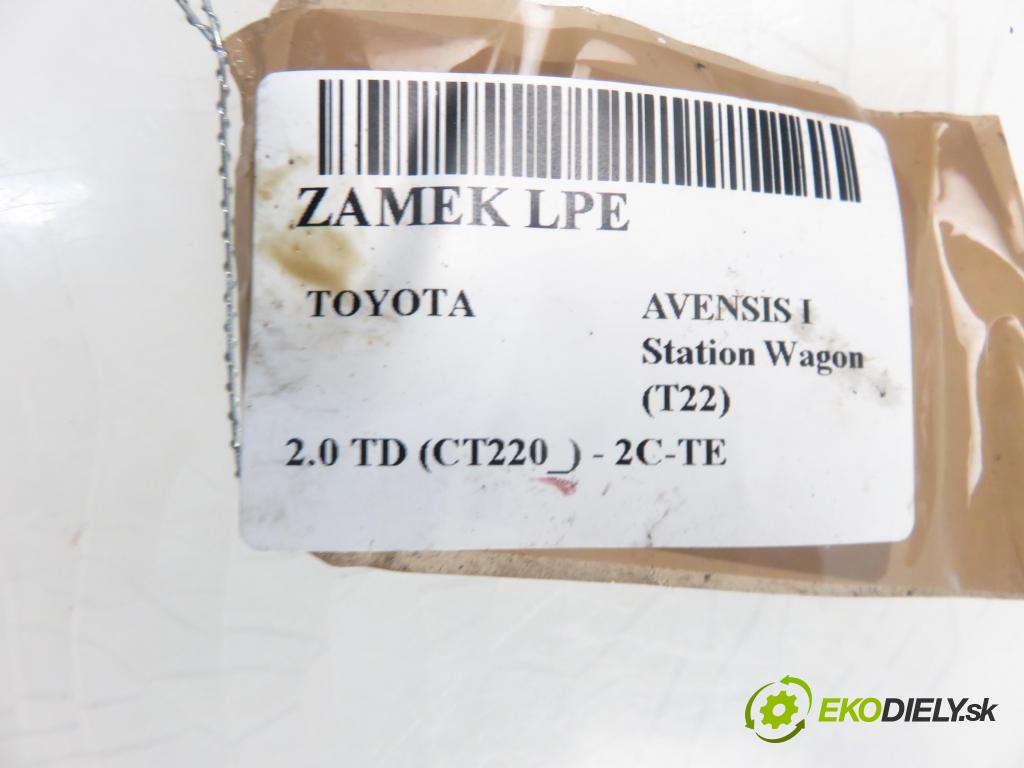 ZAMEK LPE
TOYOTA
AVENSIS I
Station Wagon
(T22)
2.0 TD (CT220_) - 2C-TE
EKODIELY.sk